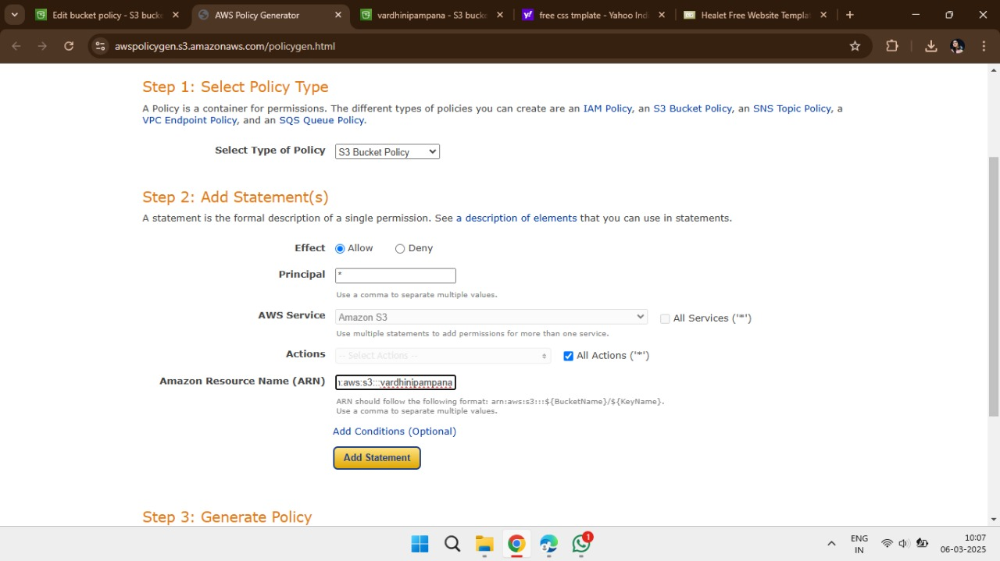 Edit bucket policy - S3 bucke
AWS Policy Generator
vardhinipampana - S3 bucke
free css tmplate - Yahoo Ind
Healet Free Website Templa
awspolicygen.s3.amazonaws.com/policygen.html
Step 1: Select Policy Type
A Policy is a container for permissions. The different types of policies you can create are an IAM Policy, an S3 Bucket Policy, an SNS Topic Policy, a
VPC Endpoint Policy, and an SQS Queue Policy.
Select Type of Policy S3 Bucket Policy
Step 2: Add Statement(s)
A statement is the formal description of a single permission. See a description of elements that you can use in statements.
Effect Allow Deny
Principal *
Use a comma to separate multiple values.
AWS Service Amazon S3 All Services ('*')
Use multiple statements to add permissions for more than one service.
Actions -- Select Actions -- All Actions ('*')
Amazon Resource Name (ARN) n:aws:s3:::vardhinipampana
ARN should follow the following format: arn:aws:s3:::${BucketName}/${KeyName}.
Use a comma to separate multiple values.
Add Conditions (Optional)
Add Statement
Step 3: Generate Policy
1
ENG
IN
10:07
06-03-2025